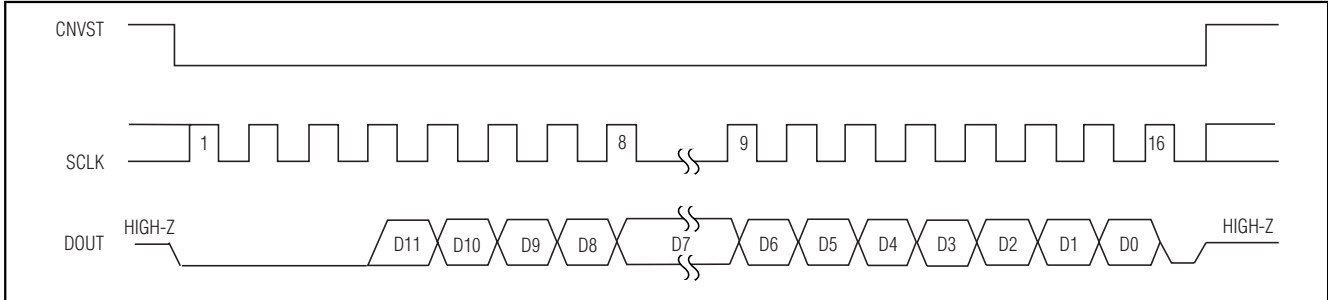 CNVST
1 8 9 16
SCLK
HIGH-Z HIGH-Z
DOUT D11 D10 D9 D8 D7 D6 D5 D4 D3 D2 D1 D0